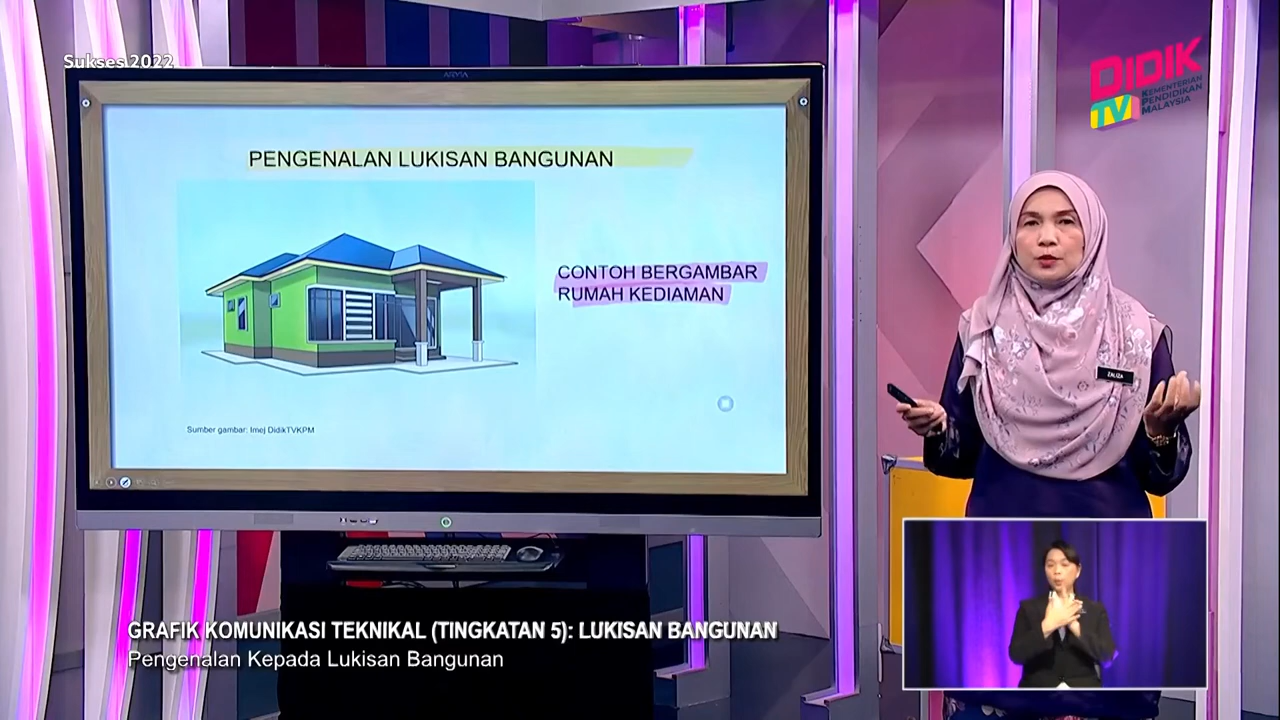 Sukses 2022
ARVIA
DIDIK
TV
KEMENTERIAN
PENDIDIKAN
MALAYSIA
PENGENALAN LUKISAN BANGUNAN
CONTOH BERGAMBAR
RUMAH KEDIAMAN
Sumber gambar: Imej DidikTVKPM
ZALIZA
GRAFIK KOMUNIKASI TEKNIKAL (TINGKATAN 5): LUKISAN BANGUNAN
Pengenalan Kepada Lukisan Bangunan